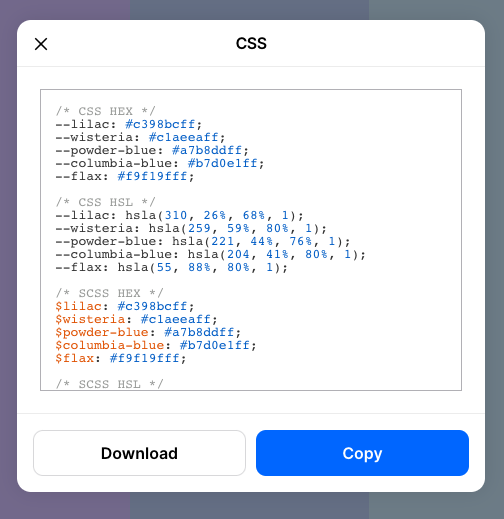 CSS
/* CSS HEX */
--lilac: #c398bcff;
--wisteria: #c1aeeaff;
--powder-blue: #a7b8ddff;
--columbia-blue: #b7d0e1ff;
--flax: #f9f19fff;
/* CSS HSL */
--lilac: hsla(310, 26%, 68%, 1);
--wisteria: hsla(259, 59%, 80%, 1);
--powder-blue: hsla(221, 44%, 76%, 1);
--columbia-blue: hsla(204, 41%, 80%, 1);
--flax: hsla(55, 88%, 80%, 1);
/* SCSS HEX */
$lilac: #c398bcff;
$wisteria: #c1aeeaff;
$powder-blue: #a7b8ddff;
$columbia-blue: #b7d0e1ff;
$flax: #f9f19fff;
/* SCSS HSL */
Download
Copy